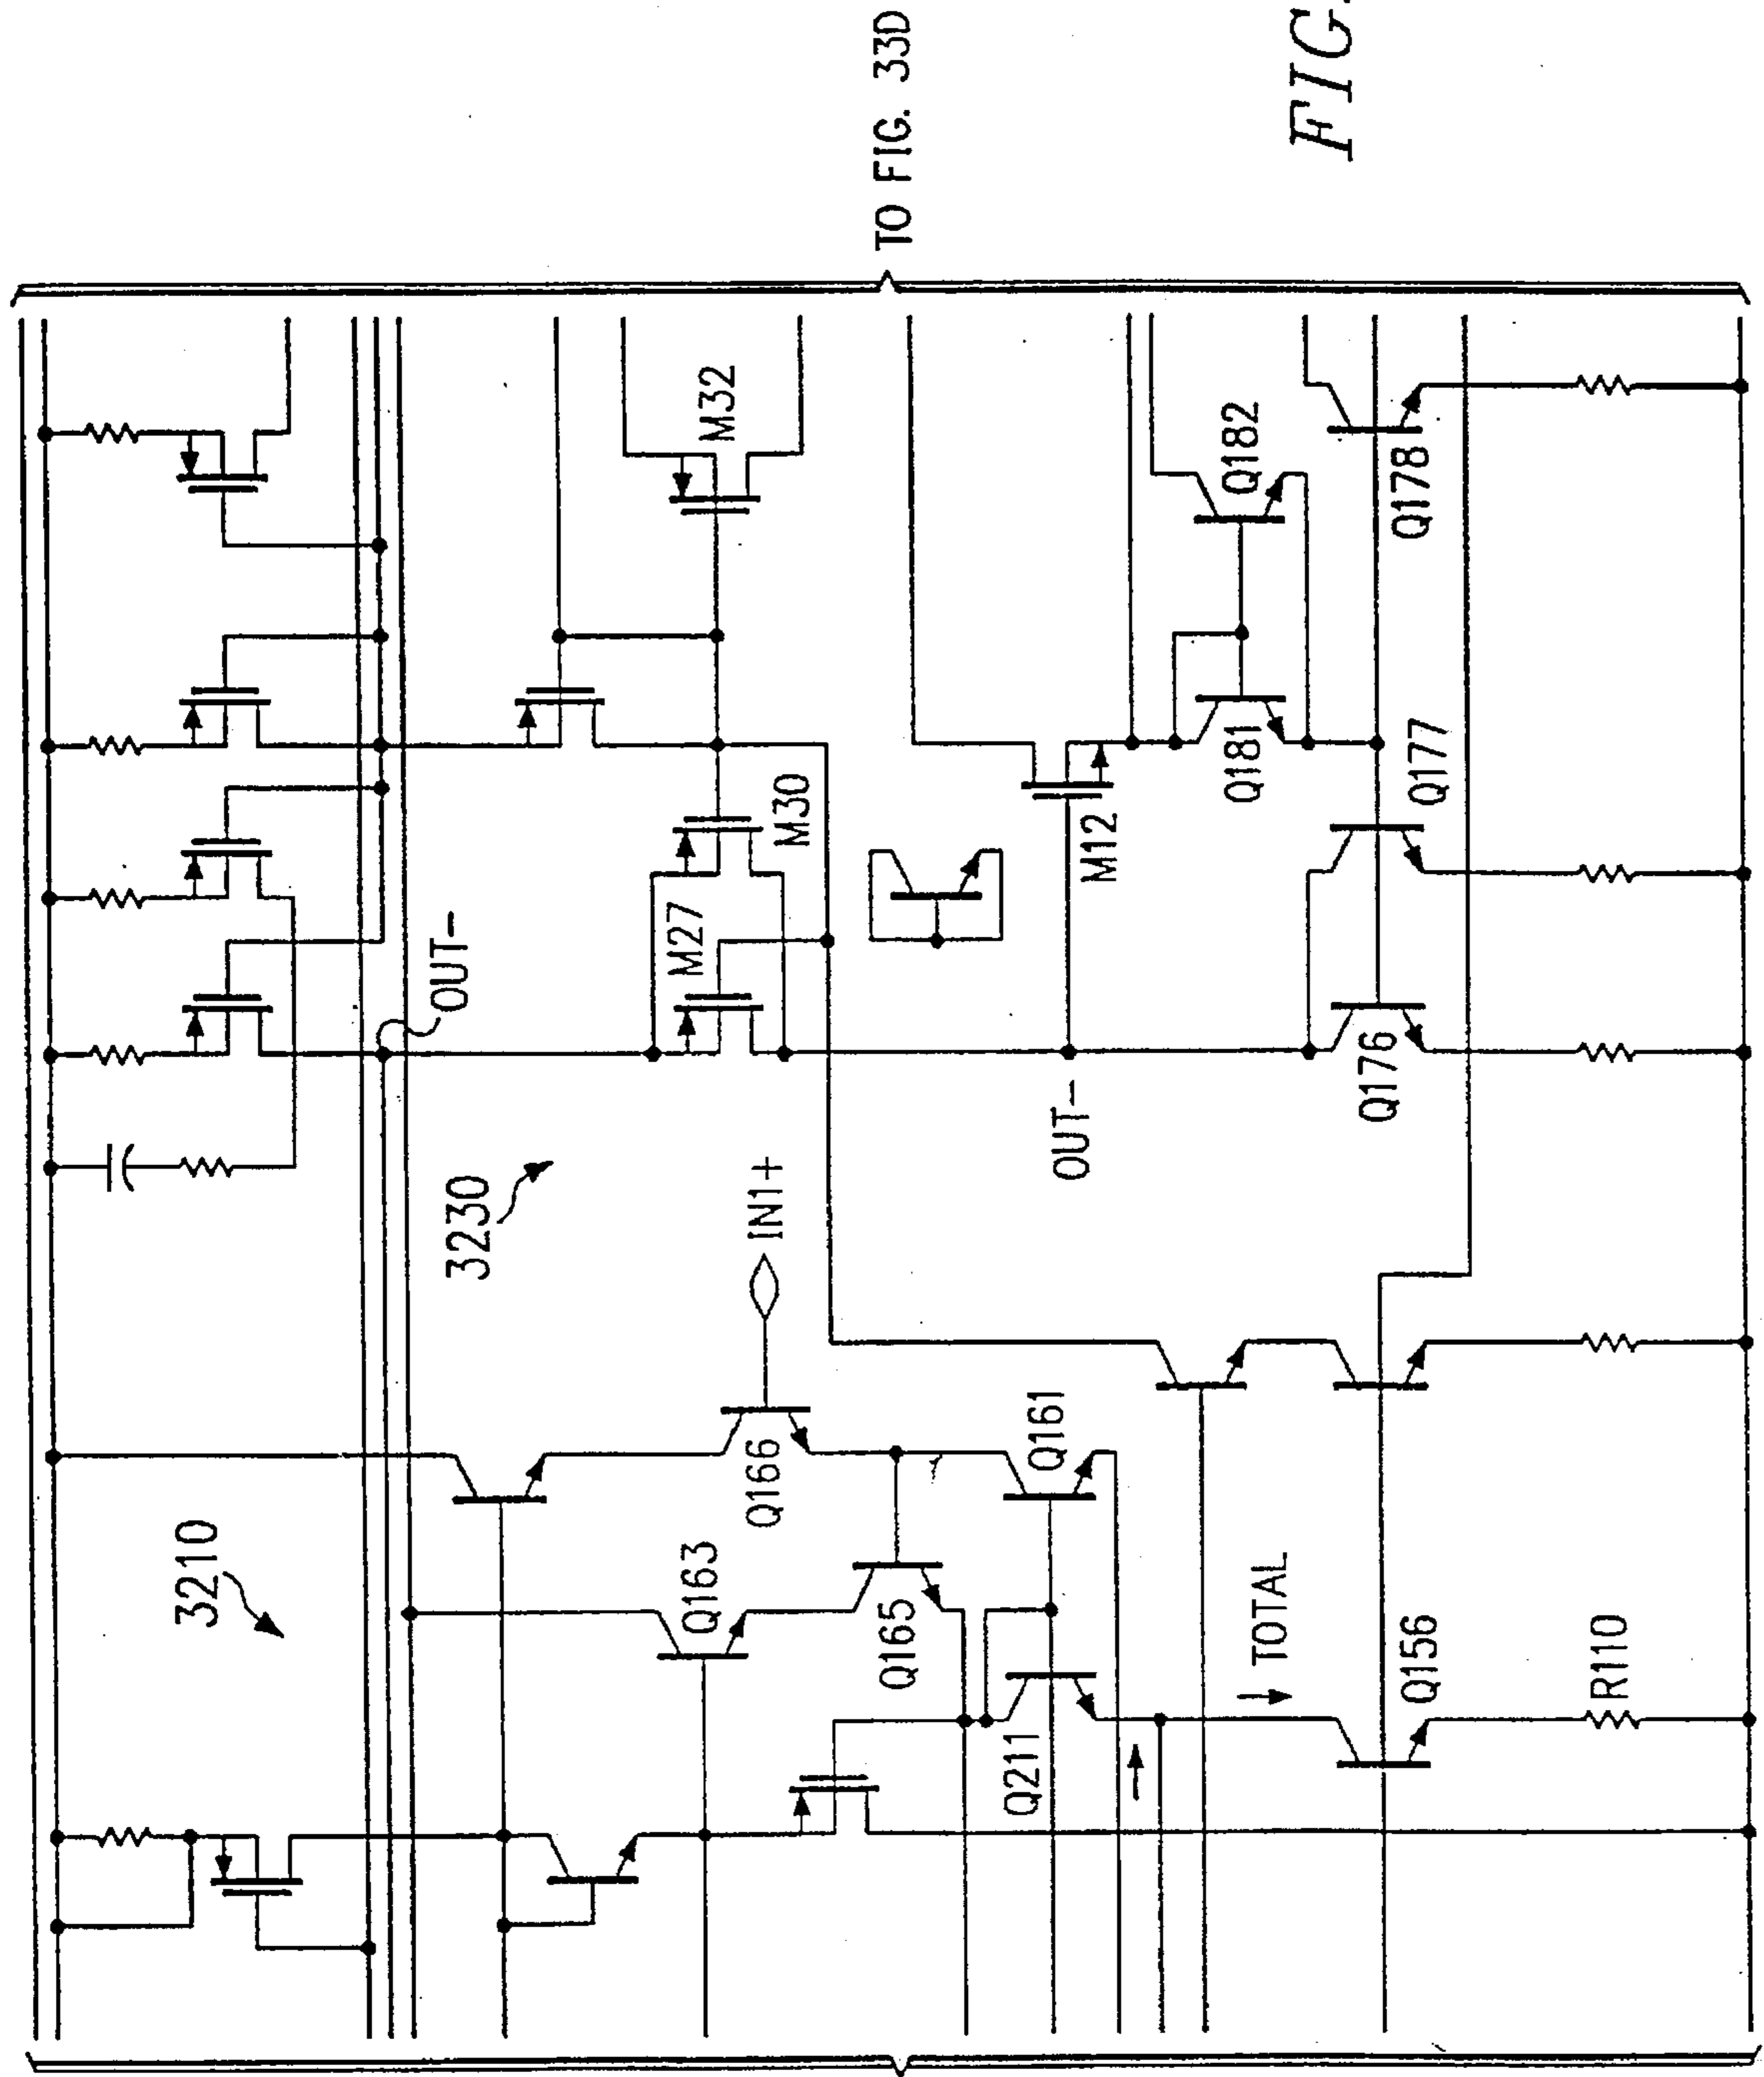 TO FIG. 33D
FIG.
3210
3230
OUT-
M32
M27
M30
Q163
Q166
IN1+
M12
Q182
Q181
Q165
Q161
OUT-
Q211
TOTAL
Q176
Q177
Q178
Q156
R110